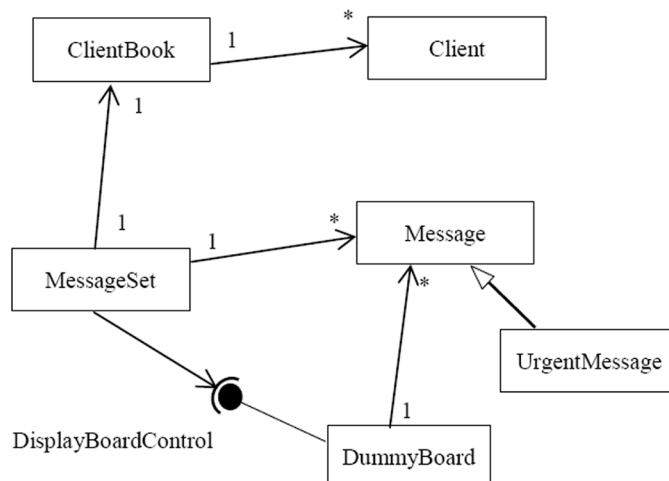 ClientBook
1
*
Client
1
1
1
*
Message
MessageSet
*
UrgentMessage
1
DisplayBoardControl
DummyBoard